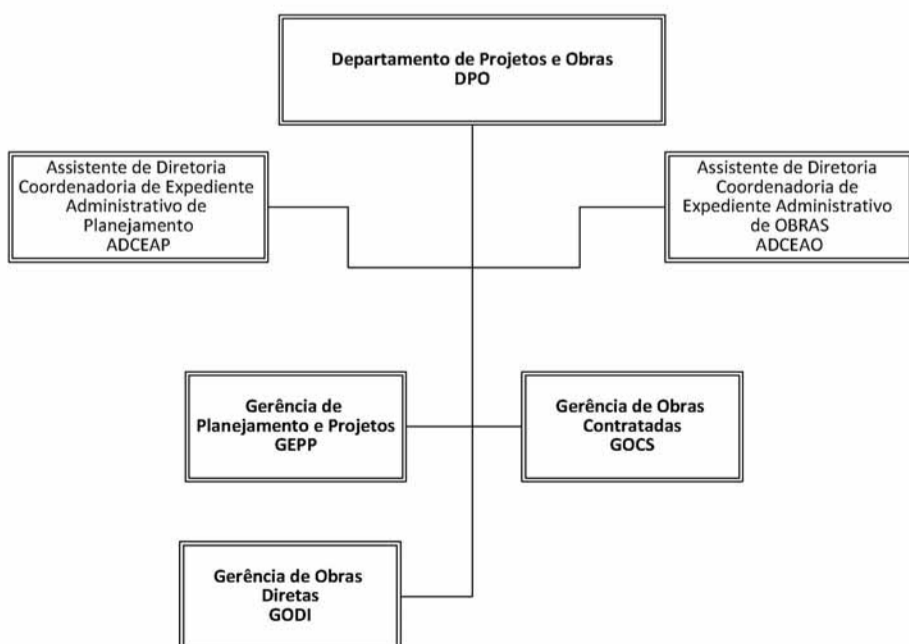 Departamento de Projetos e Obras
DPO
Assistente de Diretoria
Coordenadoria de Expediente
Administrativo de
Planejamento
ADCEAP
Assistente de Diretoria
Coordenadoria de
Expediente Administrativo
de OBRAS
ADCEAO
Gerência de
Planejamento e Projetos
GEPP
Gerência de Obras
Contratadas
GOCS
Gerência de Obras
Diretas
GODI